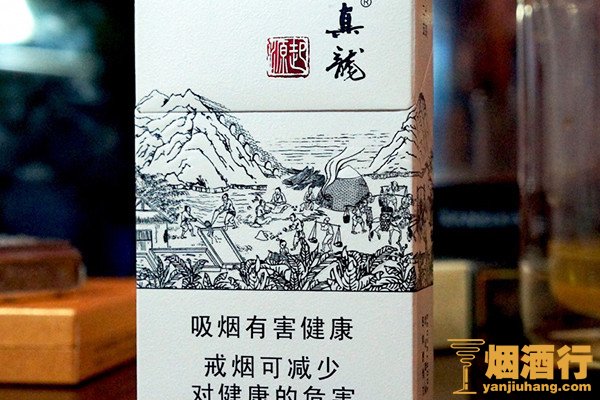 真龍®
起源
吸烟有害健康
戒烟可减少
对健康的危害
烟酒行
yanjiuhang.com